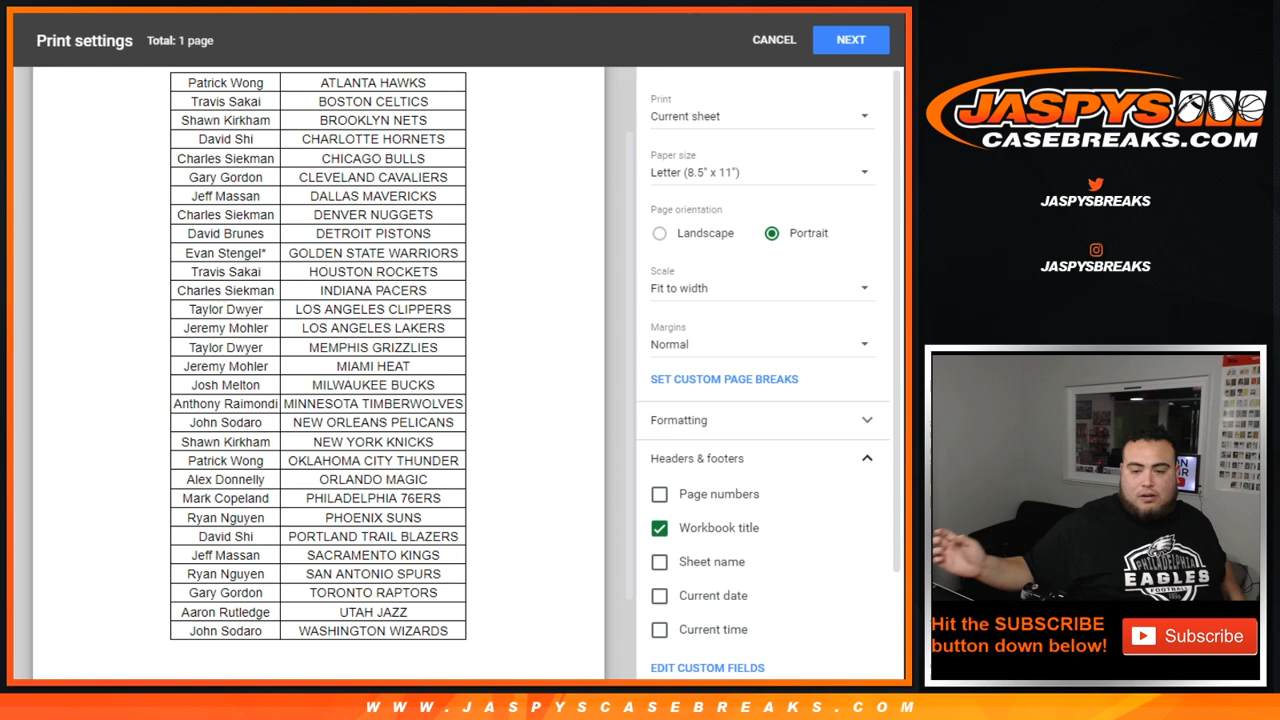 Print settings Total: 1 page CANCEL NEXT
Patrick Wong ATLANTA HAWKS
Travis Sakai BOSTON CELTICS
Shawn Kirkham BROOKLYN NETS
David Shi CHARLOTTE HORNETS
Charles Siekman CHICAGO BULLS
Gary Gordon CLEVELAND CAVALIERS
Jeff Massan DALLAS MAVERICKS
Charles Siekman DENVER NUGGETS
David Brunes DETROIT PISTONS
Evan Stengel* GOLDEN STATE WARRIORS
Travis Sakai HOUSTON ROCKETS
Charles Siekman INDIANA PACERS
Taylor Dwyer LOS ANGELES CLIPPERS
Jeremy Mohler LOS ANGELES LAKERS
Taylor Dwyer MEMPHIS GRIZZLIES
Jeremy Mohler MIAMI HEAT
Josh Melton MILWAUKEE BUCKS
Anthony Raimondi MINNESOTA TIMBERWOLVES
John Sodaro NEW ORLEANS PELICANS
Shawn Kirkham NEW YORK KNICKS
Patrick Wong OKLAHOMA CITY THUNDER
Alex Donnelly ORLANDO MAGIC
Mark Copeland PHILADELPHIA 76ERS
Ryan Nguyen PHOENIX SUNS
David Shi PORTLAND TRAIL BLAZERS
Jeff Massan SACRAMENTO KINGS
Ryan Nguyen SAN ANTONIO SPURS
Gary Gordon TORONTO RAPTORS
Aaron Rutledge UTAH JAZZ
John Sodaro WASHINGTON WIZARDS
Print
Current sheet
Paper size
Letter (8.5" x 11")
Page orientation
Landscape Portrait
Scale
Fit to width
Margins
Normal
SET CUSTOM PAGE BREAKS
Formatting
Headers & footers
Page numbers
Workbook title
Sheet name
Current date
Current time
EDIT CUSTOM FIELDS
JASPYS
CASEBREAKS.COM
JASPYSBREAKS
JASPYSBREAKS
ON
AIR
PHILADELPHIA
EAGLES
FOOTBALL
Hit the SUBSCRIBE
button down below!
Subscribe
WWW.JASPYSCASEBREAKS.COM